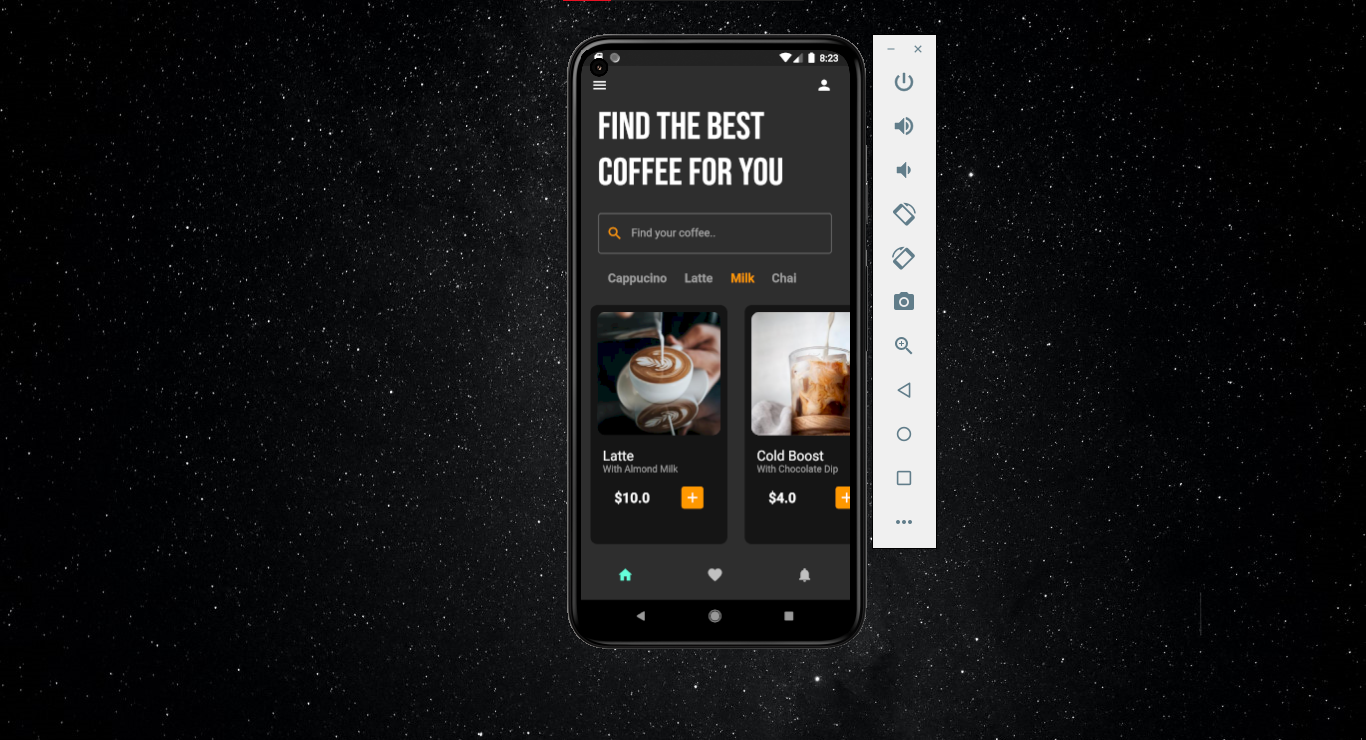 8:23
FIND THE BEST
COFFEE FOR YOU
Find your coffee..
Cappucino Latte Milk Chai
Latte
With Almond Milk
$10.0
Cold Boost
With Chocolate Dip
$4.0